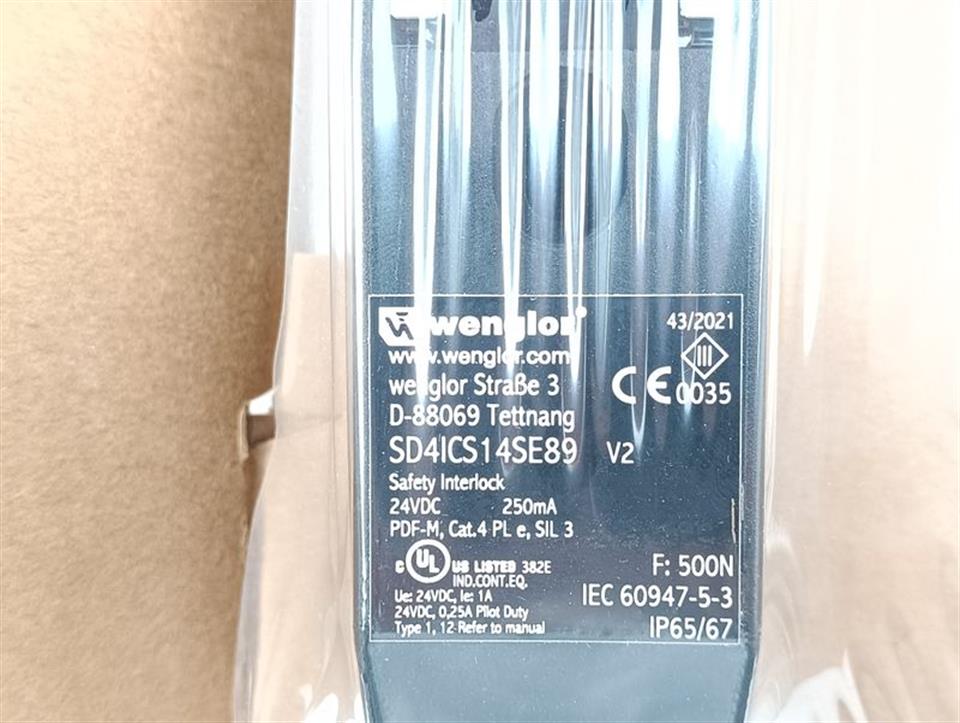 wenglor® 43/2021
www.wenglor.com
wenglor Straße 3 CE 0035
D-88069 Tettnang
SD4ICS14SE89 V2
Safety Interlock
24VDC 250mA
PDF-M, Cat.4 PL e, SIL 3
c UL US LISTED 382E
IND.CONT.EQ.
F: 500N
Ue: 24VDC, Ie: 1A
IEC 60947-5-3
24VDC, 0,25A Pilot Duty
Type 1, 12 Refer to manual
IP65/67